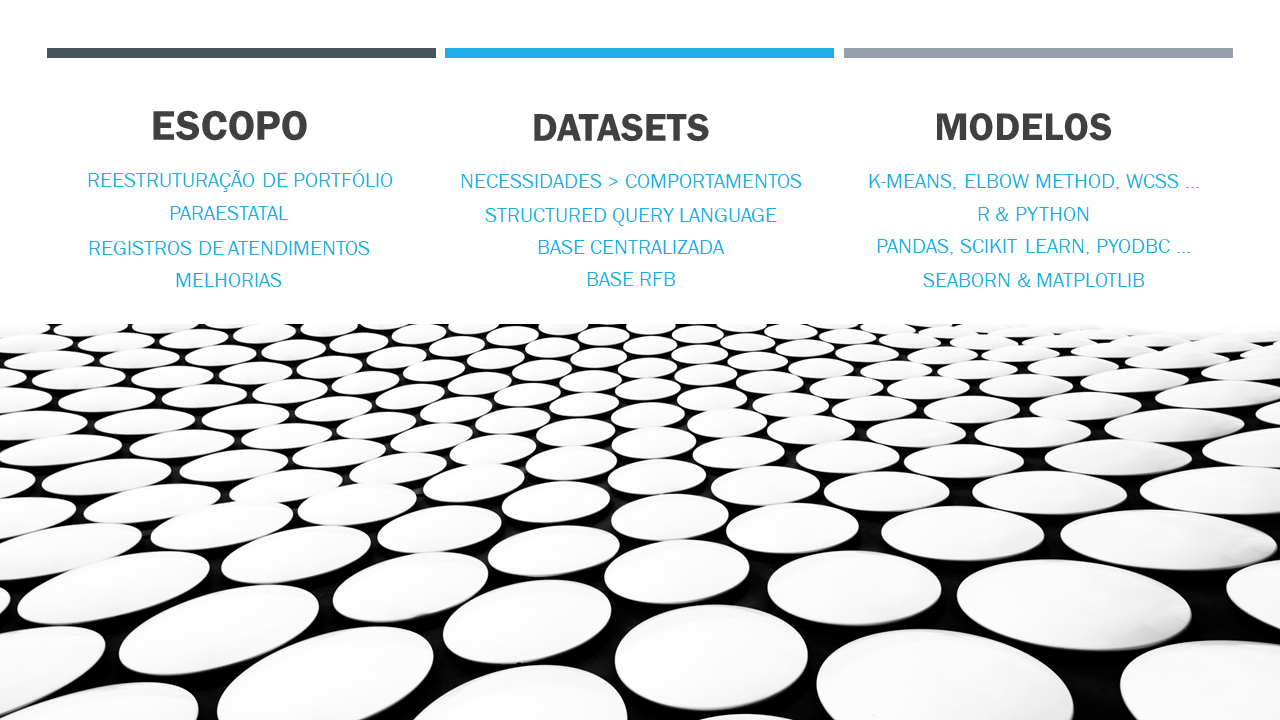 ESCOPO
REESTRUTURAÇÃO DE PORTFÓLIO
PARAESTATAL
REGISTROS DE ATENDIMENTOS
MELHORIAS
DATASETS
NECESSIDADES > COMPORTAMENTOS
STRUCTURED QUERY LANGUAGE
BASE CENTRALIZADA
BASE RFB
MODELOS
K-MEANS, ELBOW METHOD, WCSS ...
R & PYTHON
PANDAS, SCIKIT LEARN, PYODBC ...
SEABORN & MATPLOTLIB